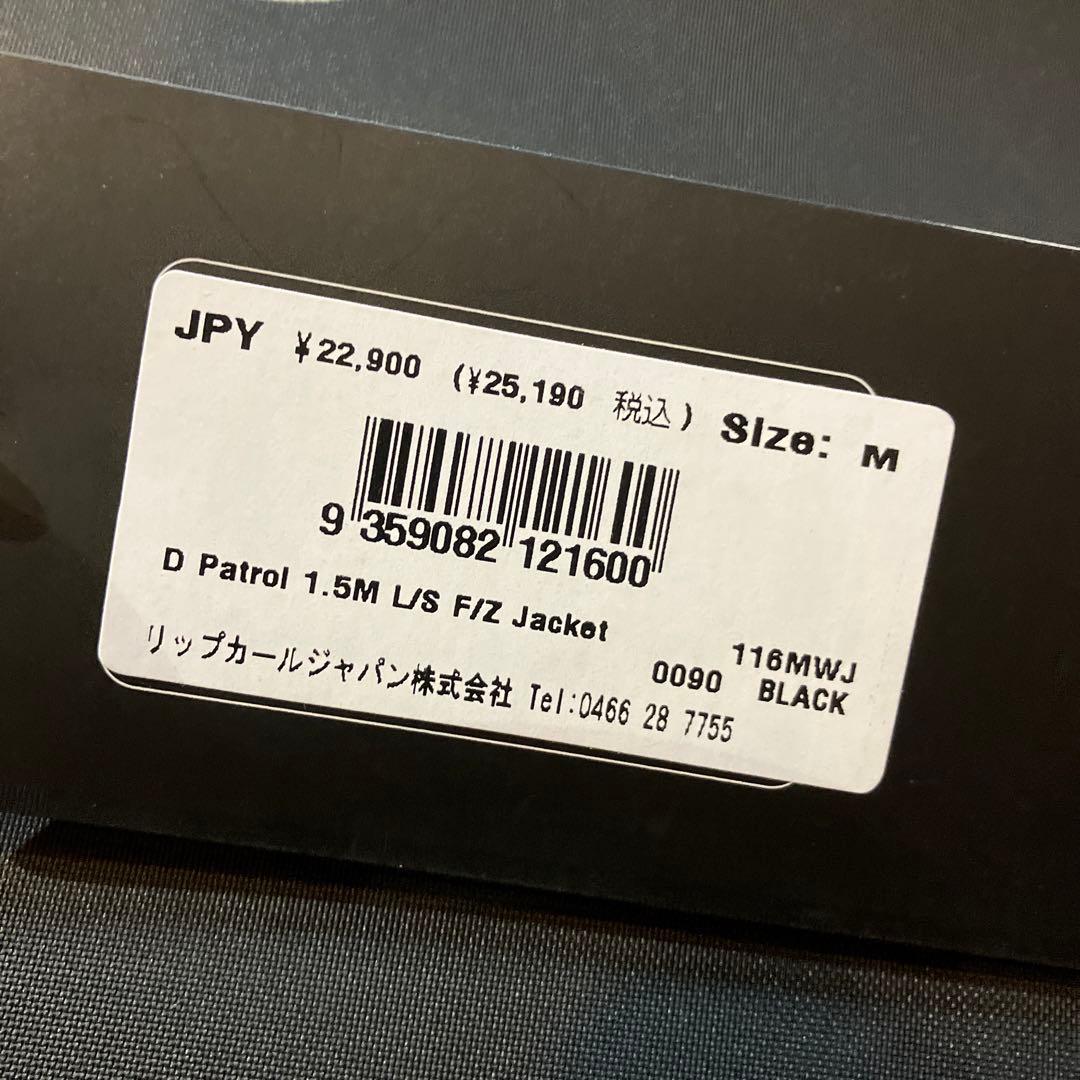 JPY ¥22,900 (¥25,190 税込) Size: M
9 359082 121600
D Patrol 1.5M L/S F/Z Jacket
116MWJ
0090 BLACK
リップカールジャパン株式会社 Tel:0466 28 7755